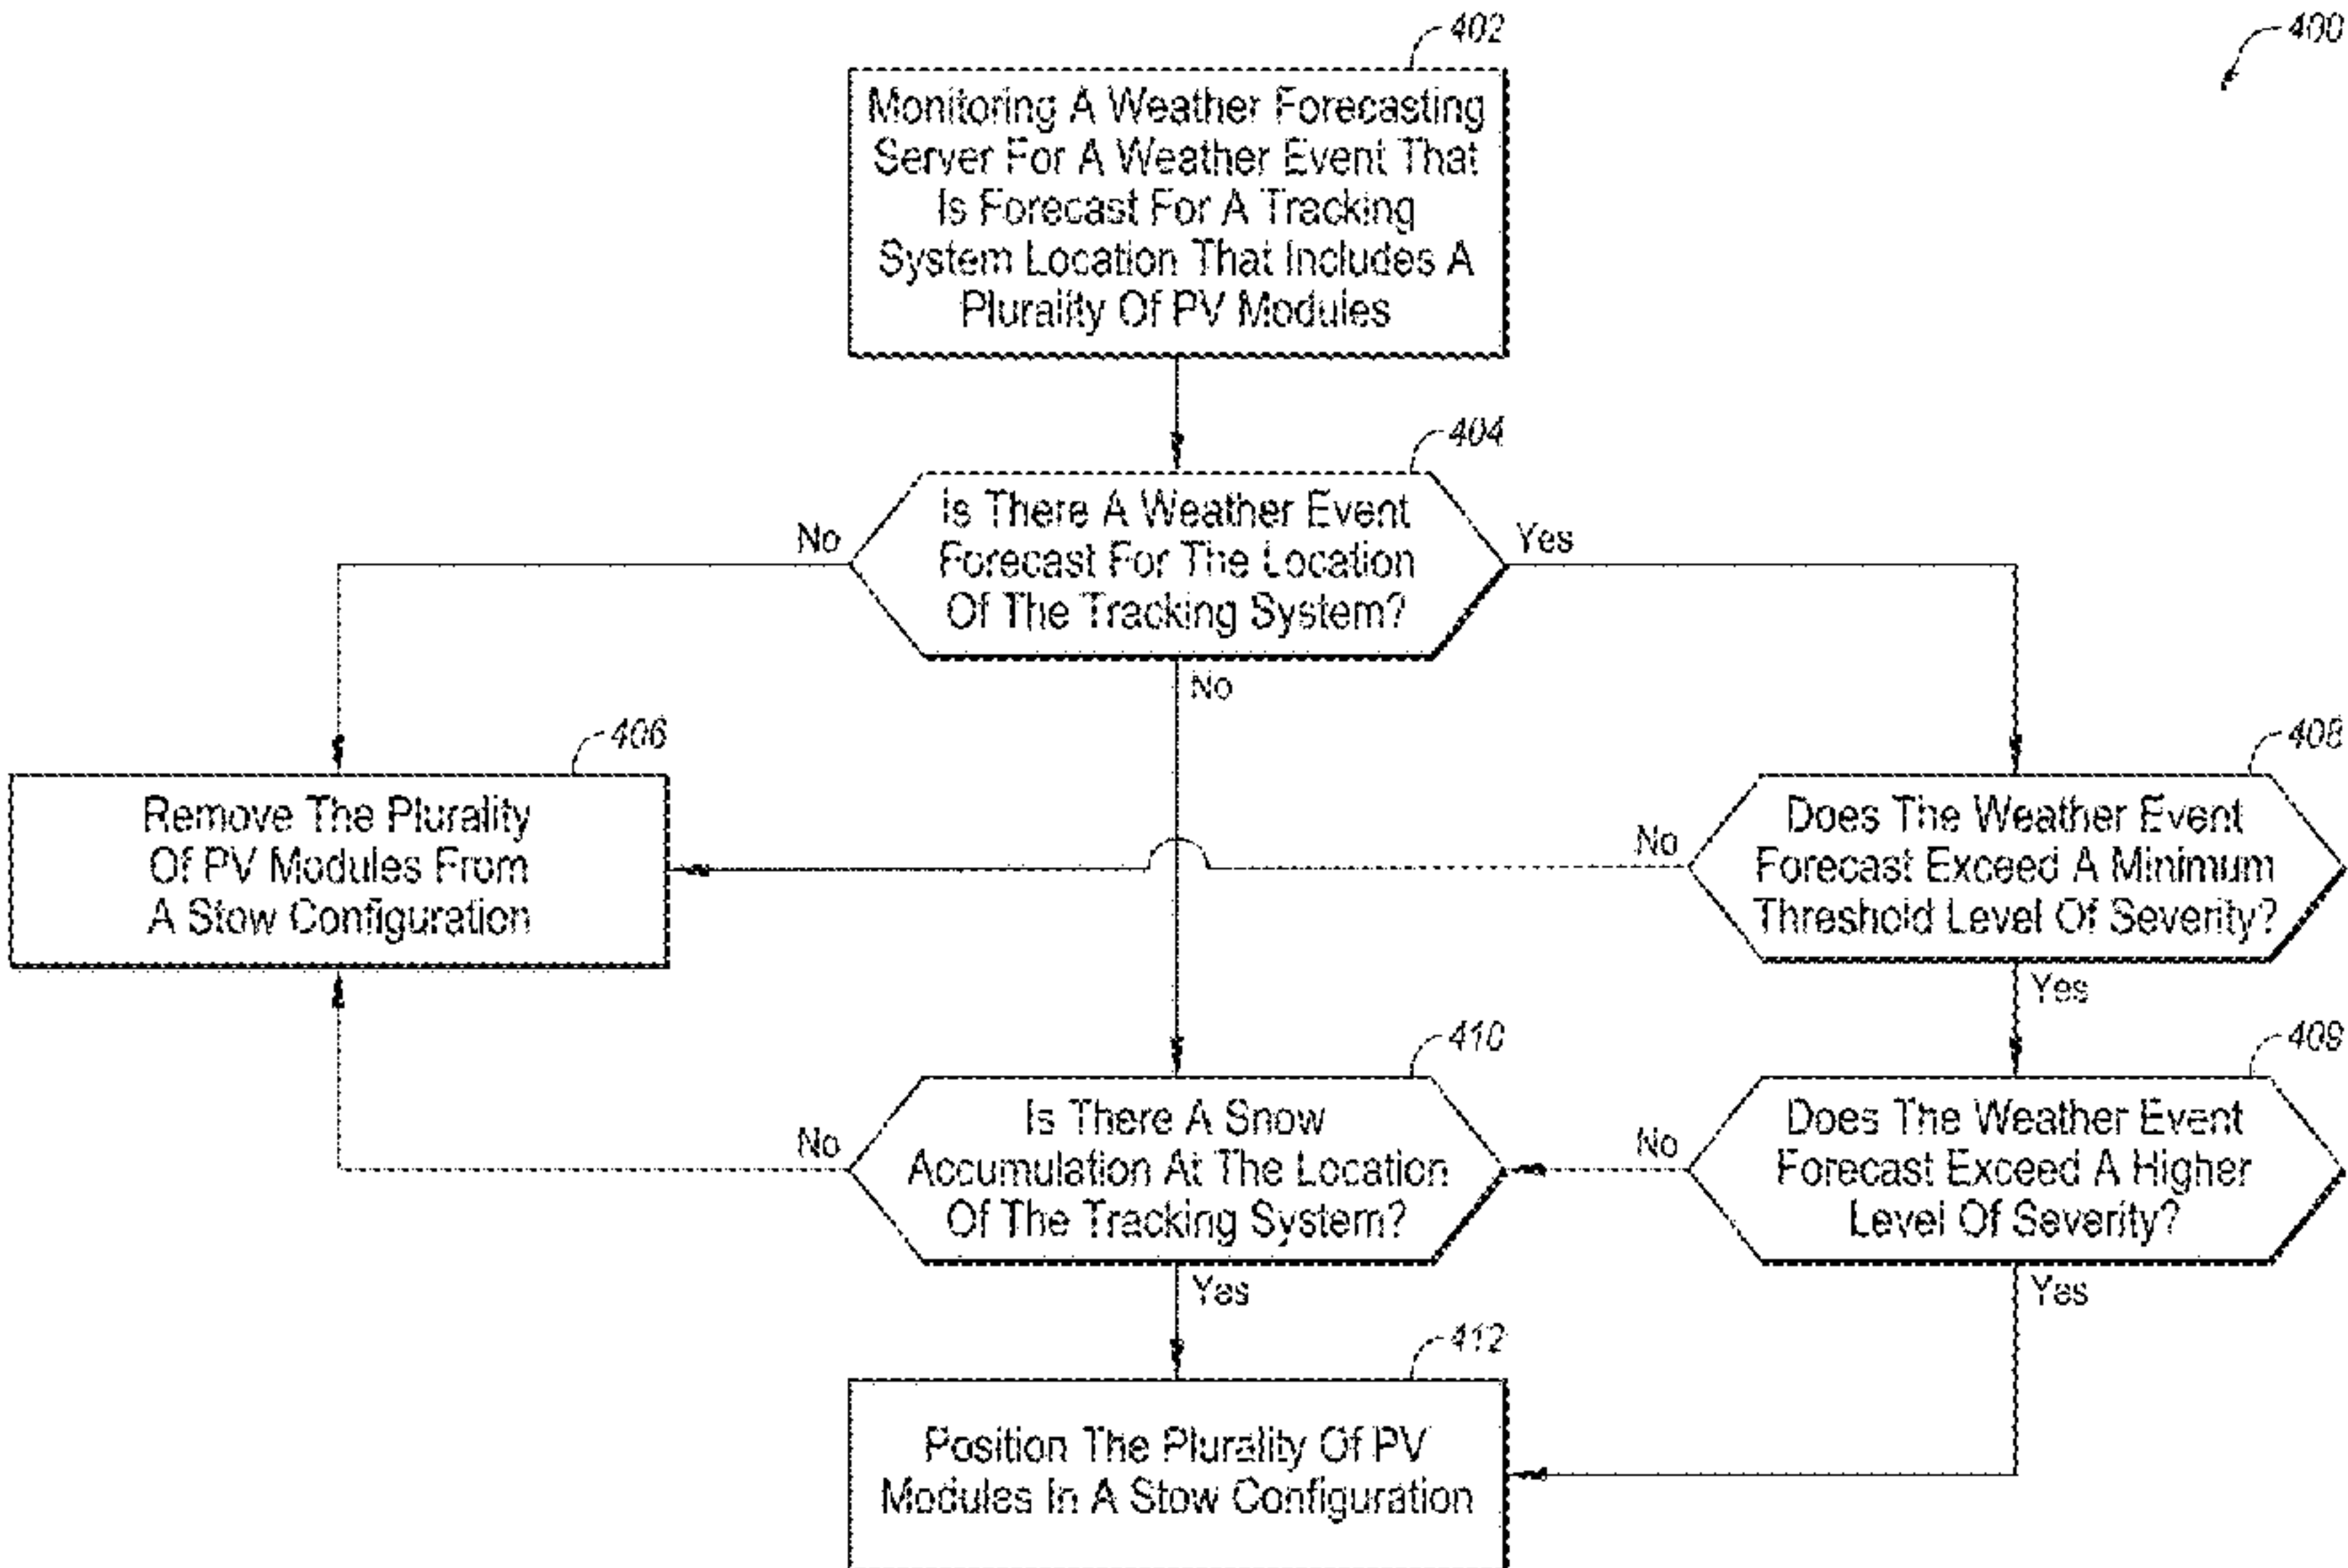 402
400
Monitoring A Weather Forecasting
Server For A Weather Event That
Is Forecast For A Tracking
System Location That Includes A
Plurality Of PV Modules
404
Is There A Weather Event
Forecast For The Location
Of The Tracking System?
No
Yes
No
406
Remove The Plurality
Of PV Modules From
A Stow Configuration
408
Does The Weather Event
Forecast Exceed A Minimum
Threshold Level Of Severity?
No
Yes
410
Is There A Snow
Accumulation At The Location
Of The Tracking System?
No
Yes
409
Does The Weather Event
Forecast Exceed A Higher
Level Of Severity?
No
Yes
412
Position The Plurality Of PV
Modules In A Stow Configuration